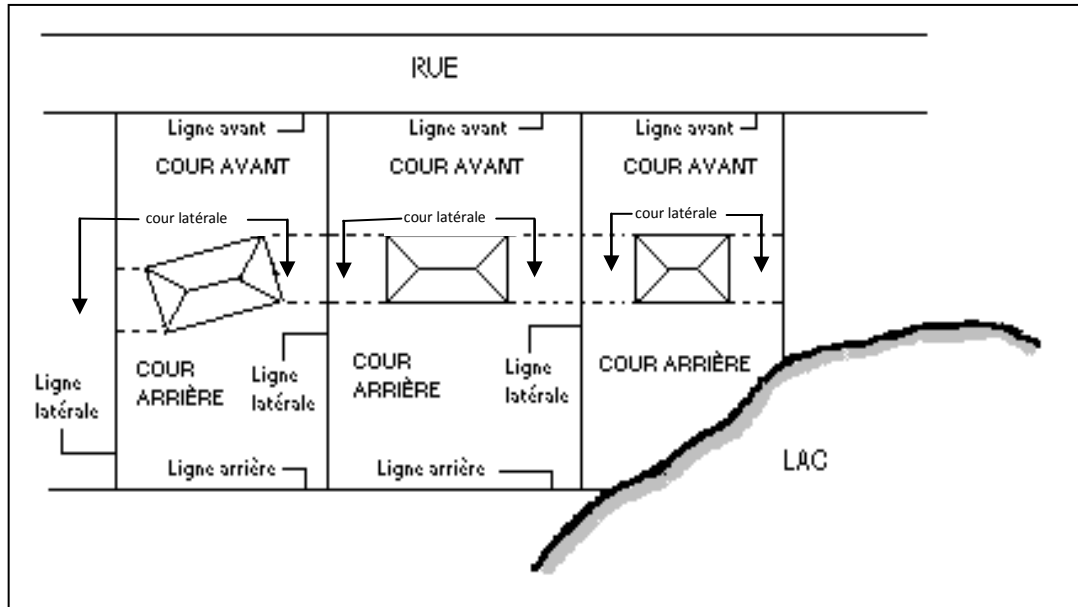 RUE
Ligne avant
Ligne avant
Ligne avant
COUR AVANT
COUR AVANT
COUR AVANT
cour latérale
cour latérale
cour latérale
COUR
ARRIÈRE
Ligne
latérale
COUR
ARRIÈRE
Ligne
latérale
COUR ARRIÈRE
Ligne
latérale
Ligne arrière
Ligne arrière
LAC